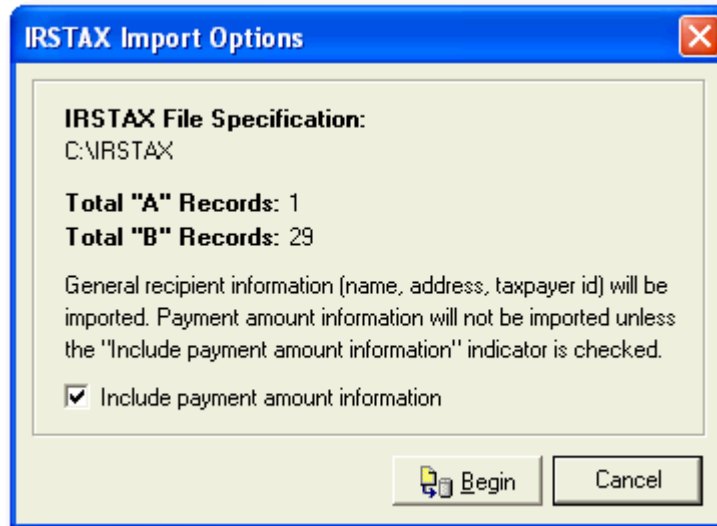 IRSTAX Import Options
IRSTAX File Specification:
C:\IRSTAX
Total "A" Records: 1
Total "B" Records: 29
General recipient information (name, address, taxpayer id) will be
imported. Payment amount information will not be imported unless
the "Include payment amount information" indicator is checked.
Include payment amount information
Begin
Cancel